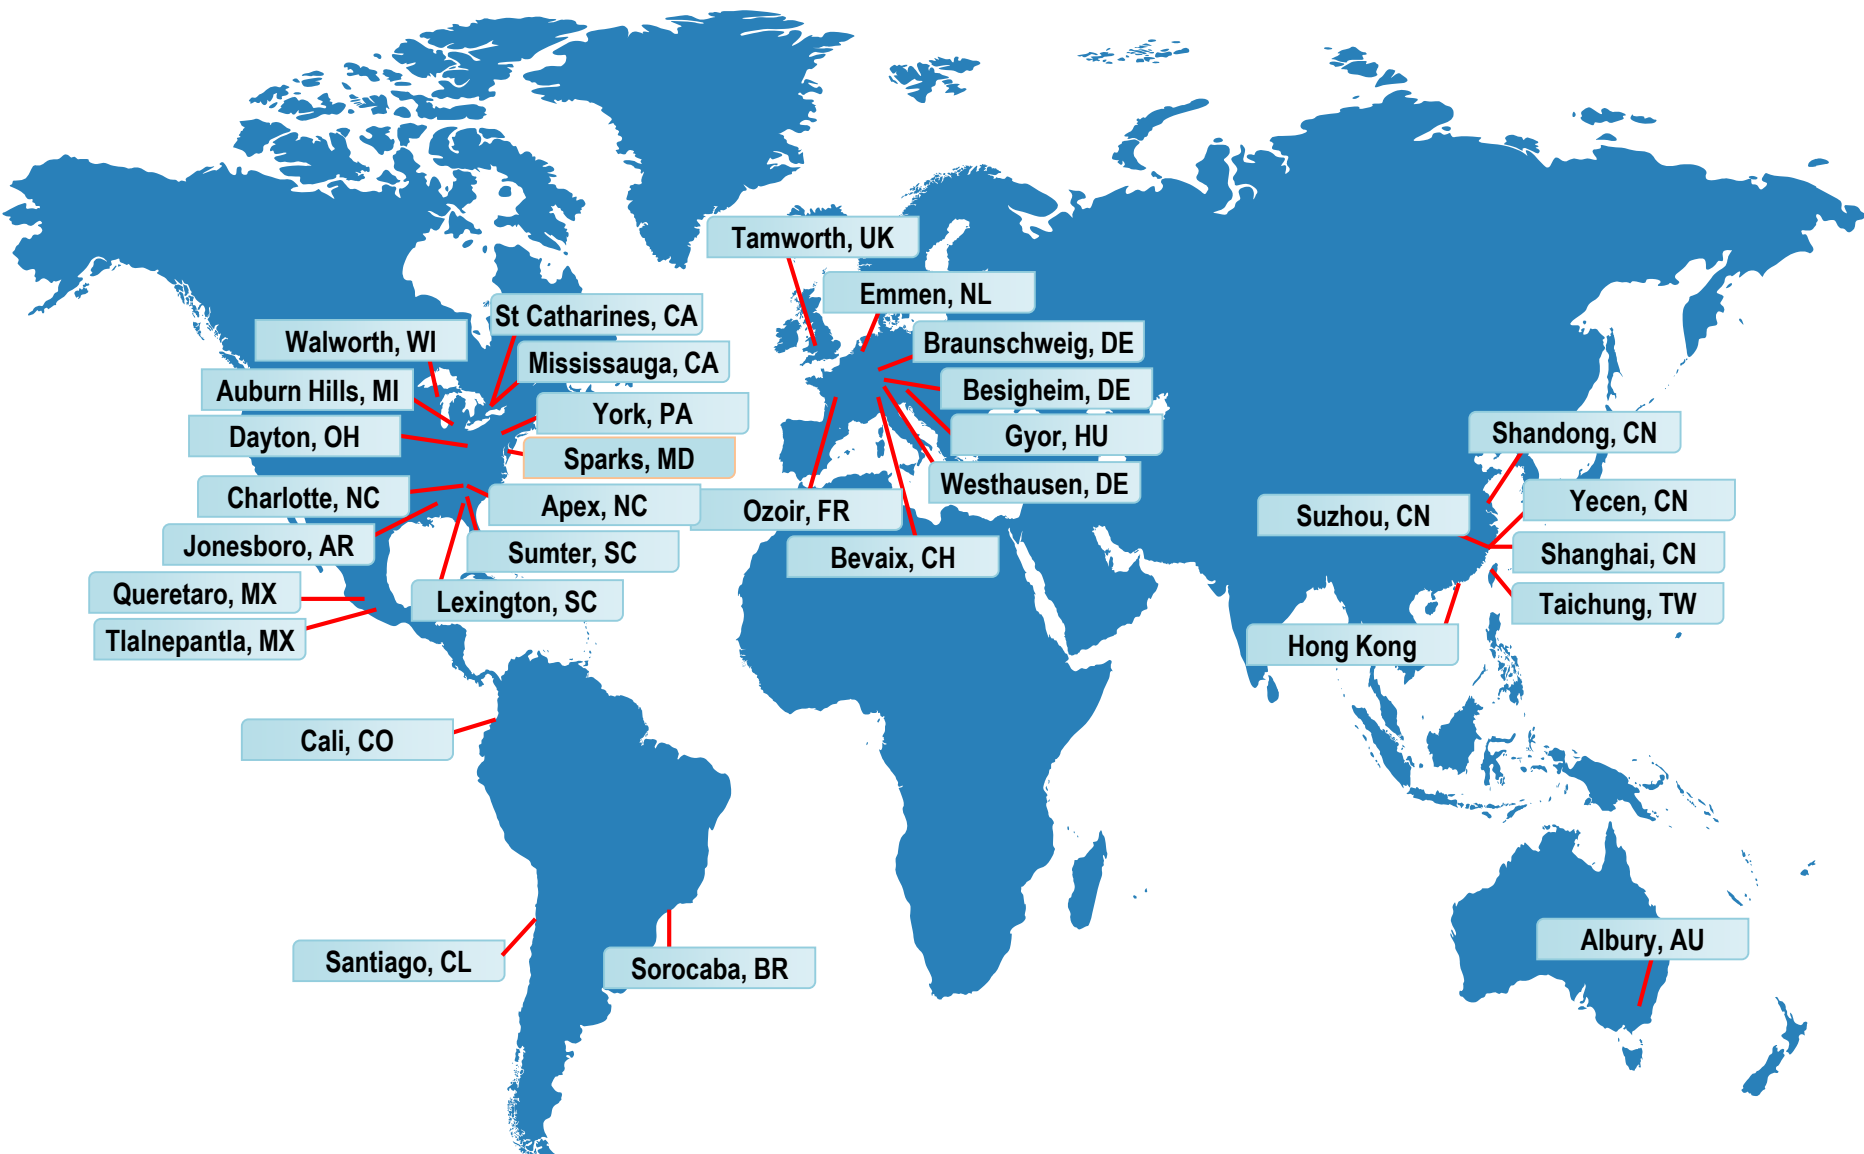 Tamworth, UK
Emmen, NL
St Catharines, CA
Walworth, WI
Braunschweig, DE
Mississauga, CA
Auburn Hills, MI
Besigheim, DE
York, PA
Dayton, OH
Gyor, HU
Shandong, CN
Sparks, MD
Westhausen, DE
Charlotte, NC
Apex, NC
Ozoir, FR
Yecen, CN
Suzhou, CN
Jonesboro, AR
Sumter, SC
Bevaix, CH
Shanghai, CN
Queretaro, MX
Lexington, SC
Taichung, TW
Tlalnepantla, MX
Hong Kong
Cali, CO
Albury, AU
Santiago, CL
Sorocaba, BR